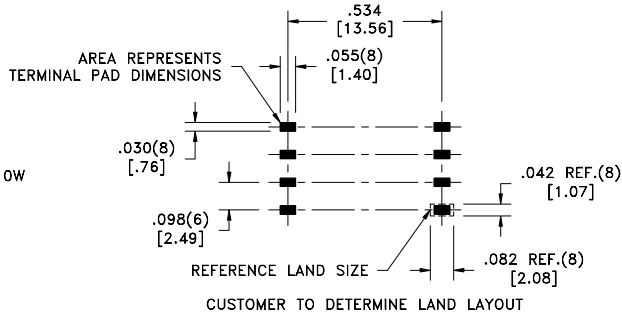 .534
[13.56]
AREA REPRESENTS
TERMINAL PAD DIMENSIONS
.055(8)
[1.40]
.030(8)
[.76]
OW
.042 REF.(8)
[1.07]
.098(6)
[2.49]
REFERENCE LAND SIZE
.082 REF.(8)
[2.08]
CUSTOMER TO DETERMINE LAND LAYOUT